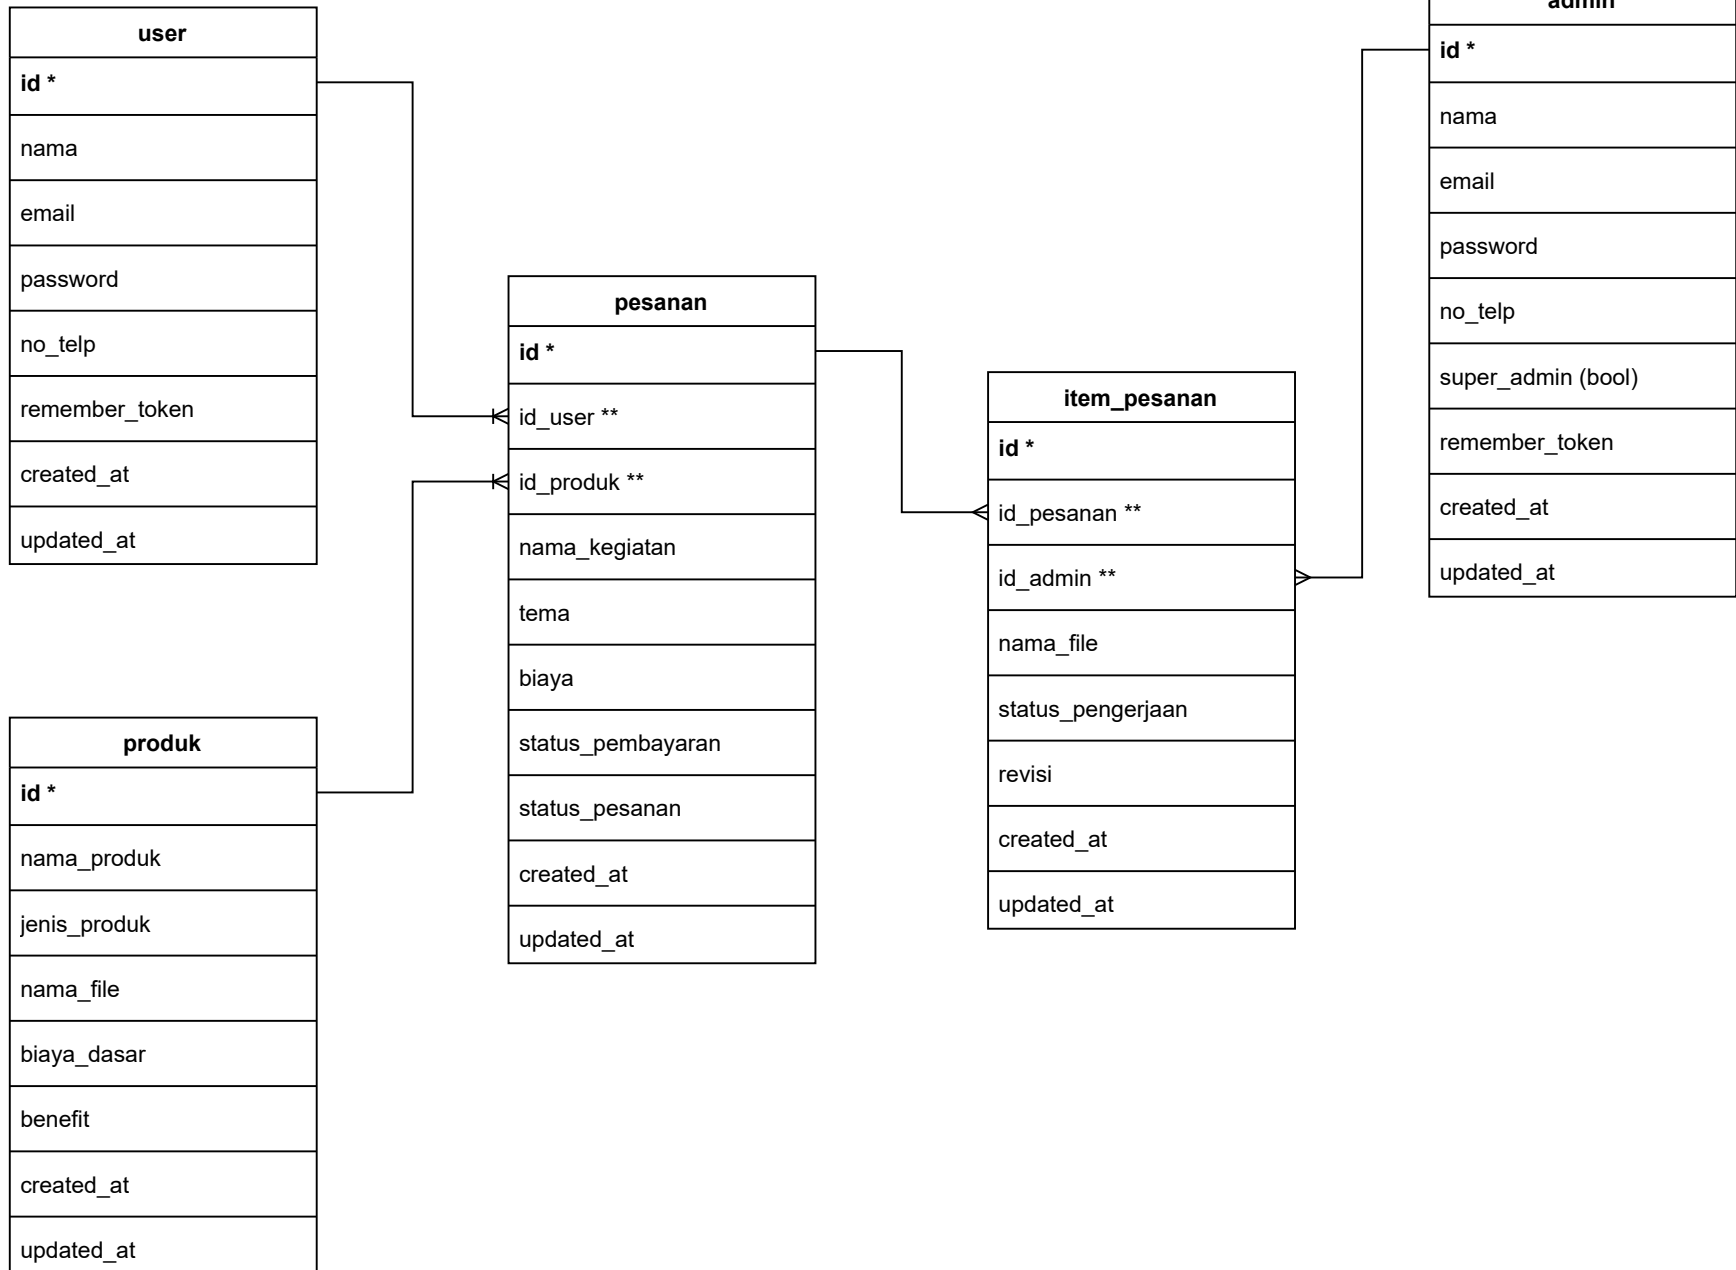 user
id *
nama
email
password
no_telp
remember_token
created_at
updated_at
produk
id *
nama_produk
jenis_produk
nama_file
biaya_dasar
benefit
created_at
updated_at
pesanan
id *
id_user **
id_produk **
nama_kegiatan
tema
biaya
status_pembayaran
status_pesanan
created_at
updated_at
item_pesanan
id *
id_pesanan **
id_admin **
nama_file
status_pengerjaan
revisi
created_at
updated_at
admin
id *
nama
email
password
no_telp
super_admin (bool)
remember_token
created_at
updated_at